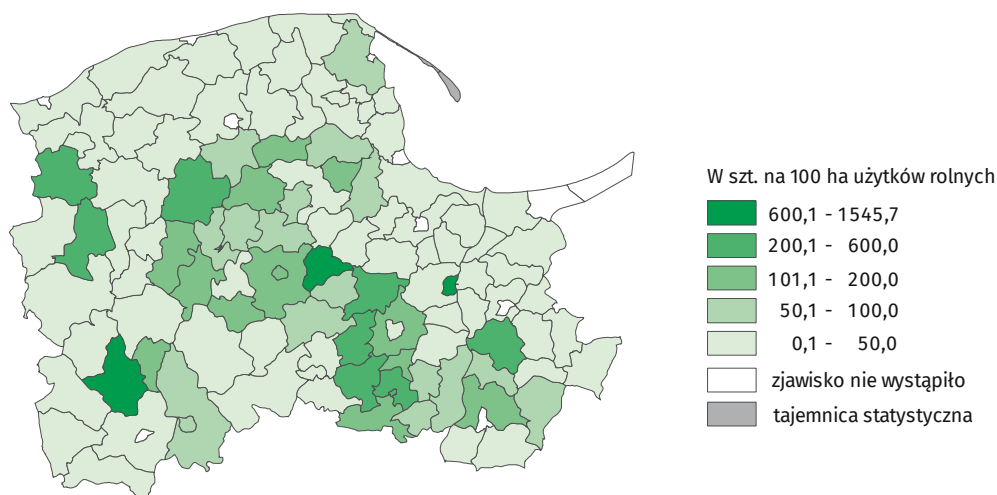 W szt. na 100 ha użytków rolnych
600,1 - 1545,7
200,1 - 600,0
101,1 - 200,0
50,1 - 100,0
0,1 - 50,0
zjawisko nie wystąpiło
tajemnica statystyczna